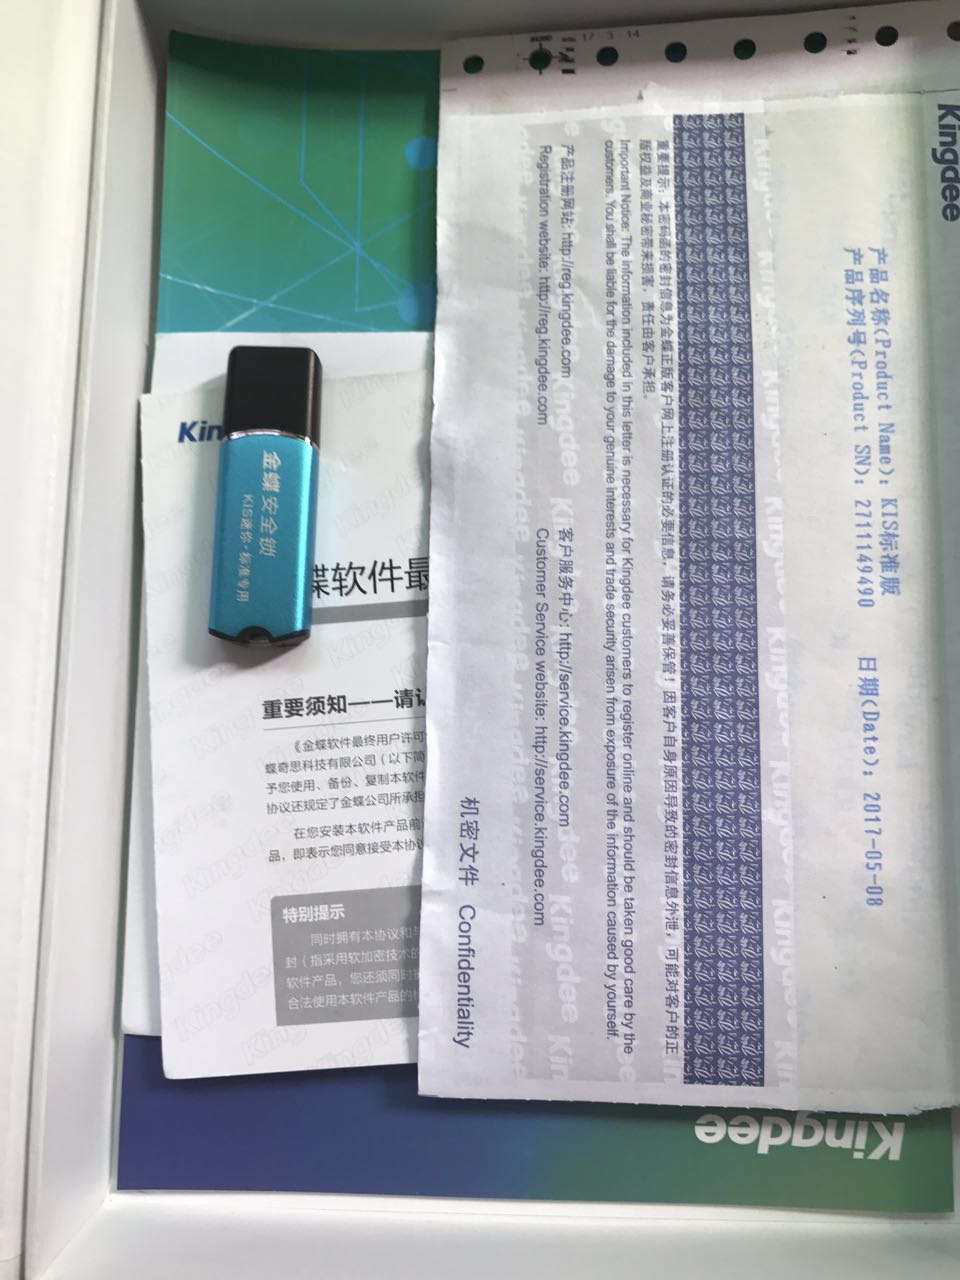 17 3 14
Kingdee
产品名称(Product Name): KIS标准版
产品序列号(Product SN): 2711149490 日期(Date): 2017-05-08
重要提示: 本密码函的密封信息为金蝶正版客户网上注册认证的必要信息, 请务必妥善保管! 因客户自身原因导致的密封信息外泄, 可能对客户的正
版权益及商业秘密带来损害, 责任由客户承担.
Important Notice: The Information included in this letter is necessary for Kingdee customers to register online and should be taken good care by the
customers. You shall be liable for the damage to your genuine interests and trade security arisen from exposure of the information caused by yourself.
产品注册网站: http://reg.kingdee.com 客户服务中心: http://service.kingdee.com
Registration website: http://reg.kingdee.com Customer Service website: http://service.kingdee.com
机密文件 Confidentiality
金蝶安全锁
KIS迷你·标准专用
Kin
蝶软件最
重要须知——请认
《金蝶软件最终用户许可
蝶奇思科技有限公司（以下简
予您使用、备份、复制本软件
协议还规定了金蝶公司所承担
在您安装本软件产品前
品，即表示您同意接受本协议
特别提示
同时拥有本协议和与
封（指采用软加密技术的
软件产品，您还须同时
合法使用本软件产品的
Kingdee